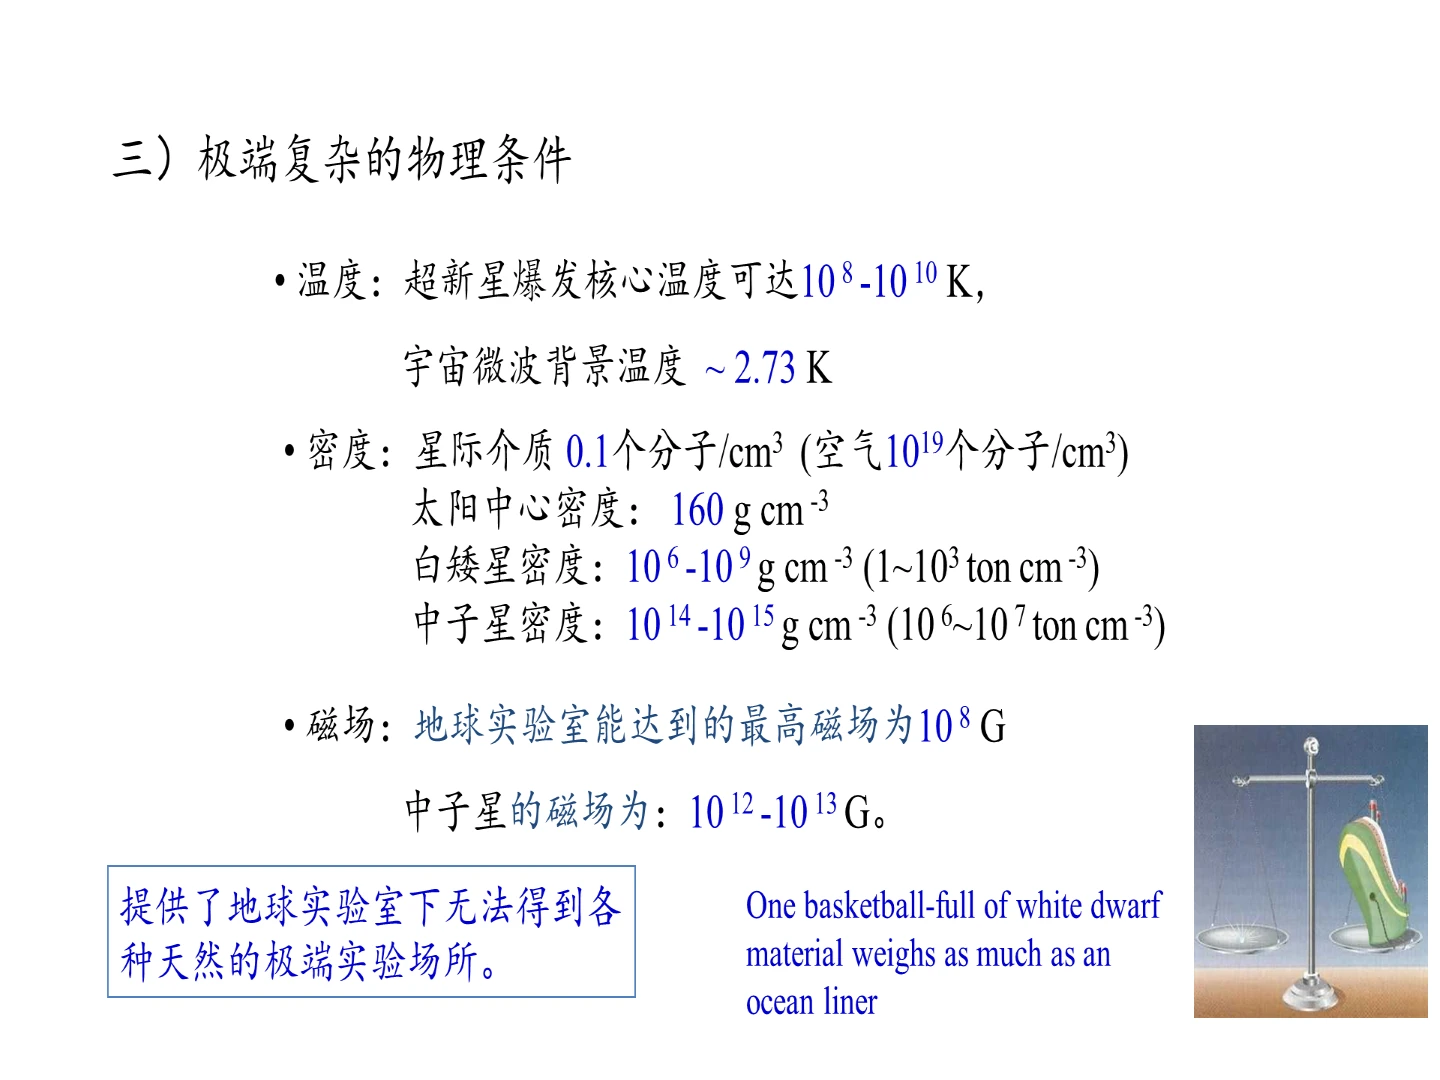 三）极端复杂的物理条件
• 温度：超新星爆发核心温度可达10⁸-10¹⁰ K，
宇宙微波背景温度 ~ 2.73 K
• 密度：星际介质 0.1个分子/cm³ (空气10¹⁹个分子/cm³)
太阳中心密度： 160 g cm⁻³
白矮星密度：10⁶-10⁹ g cm⁻³ (1~10³ ton cm⁻³)
中子星密度：10¹⁴-10¹⁵ g cm⁻³ (10⁶~10⁷ ton cm⁻³)
• 磁场：地球实验室能达到的最高磁场为10⁸ G
中子星的磁场为：10¹²-10¹³ G。
提供了地球实验室下无法得到各
种天然的极端实验场所。
One basketball-full of white dwarf
material weighs as much as an
ocean liner